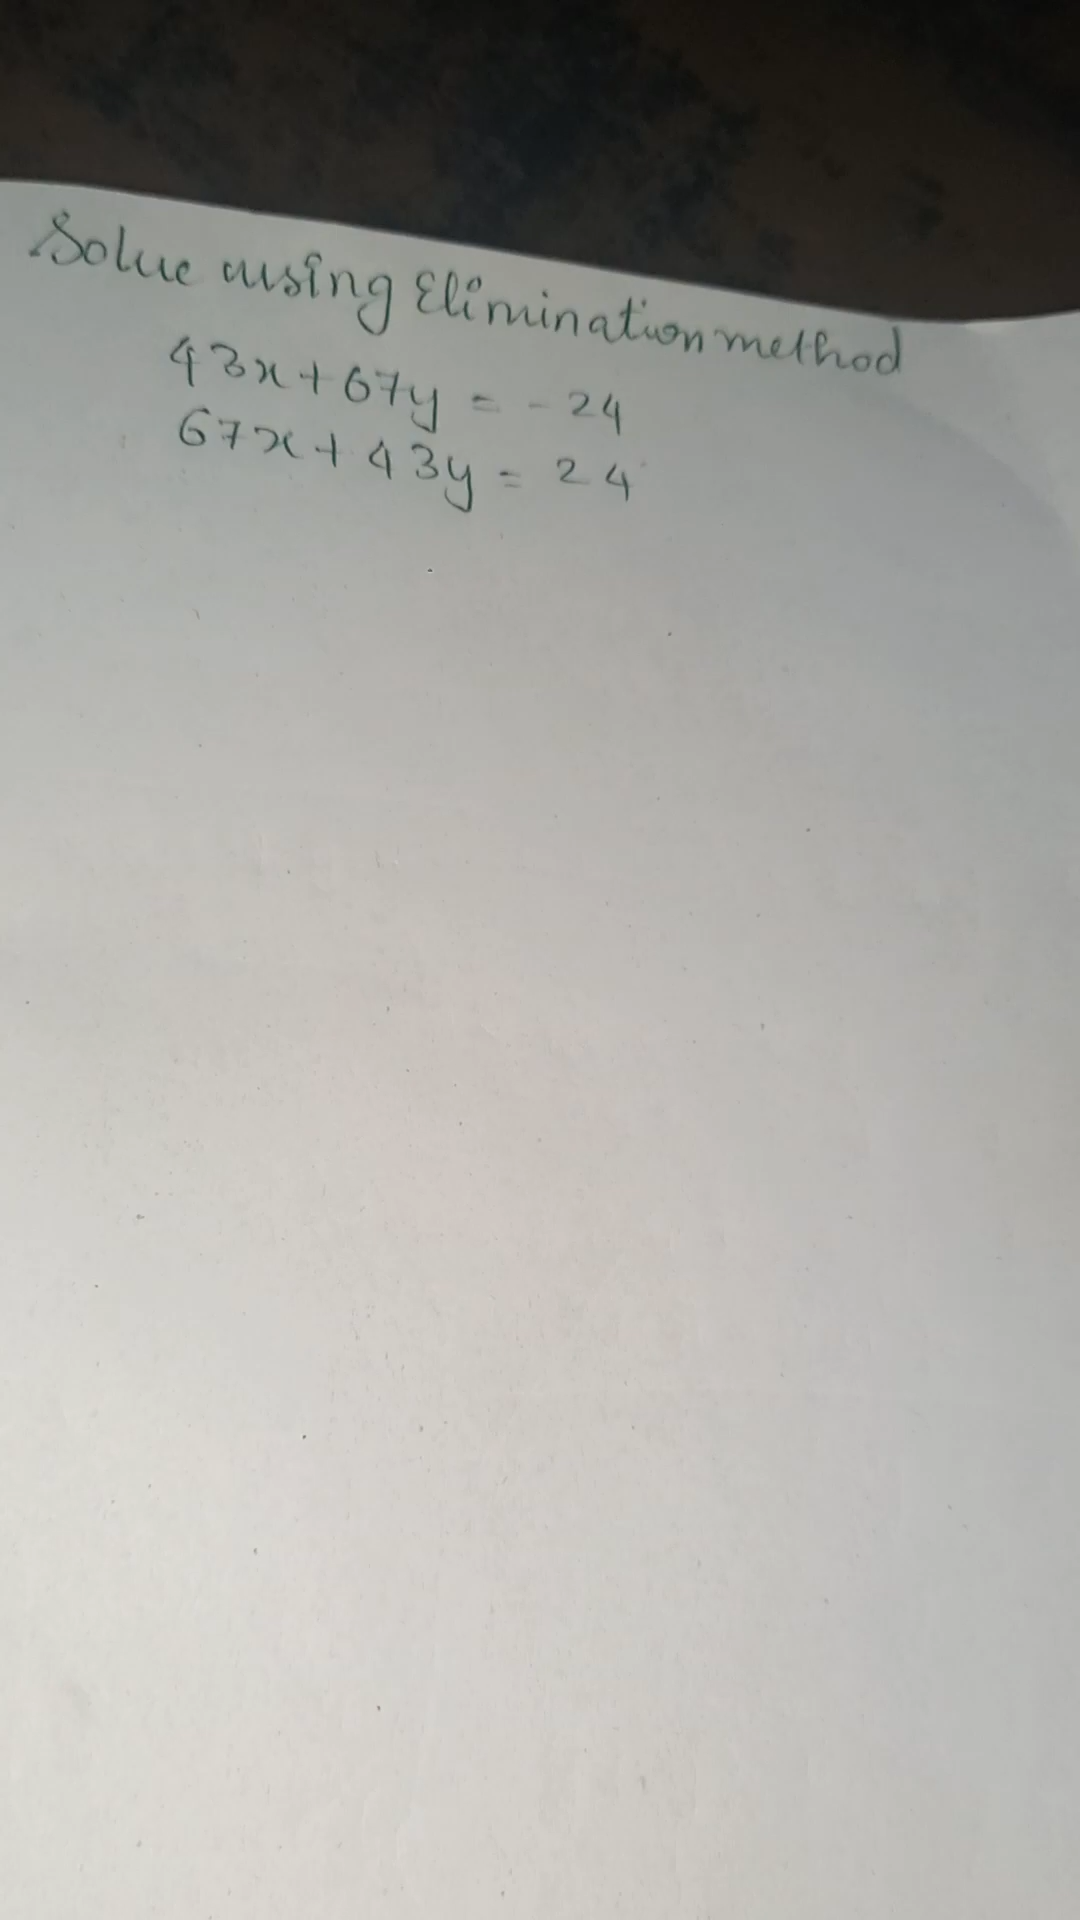 Solve using Elimination method
43x + 67y = - 24
67x + 43y = 24